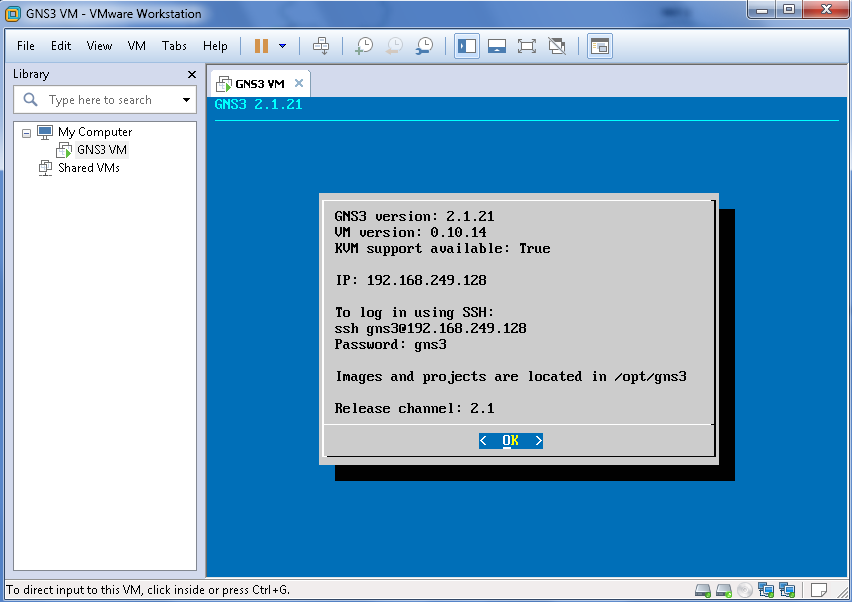 GNS3 VM - VMware Workstation
File Edit View VM Tabs Help
Library
Type here to search
My Computer
GNS3 VM
Shared VMs
GNS3 VM
GNS3 2.1.21
GNS3 version: 2.1.21
VM version: 0.10.14
KVM support available: True
IP: 192.168.249.128
To log in using SSH:
ssh gns3@192.168.249.128
Password: gns3
Images and projects are located in /opt/gns3
Release channel: 2.1
< OK >
To direct input to this VM, click inside or press Ctrl+G.